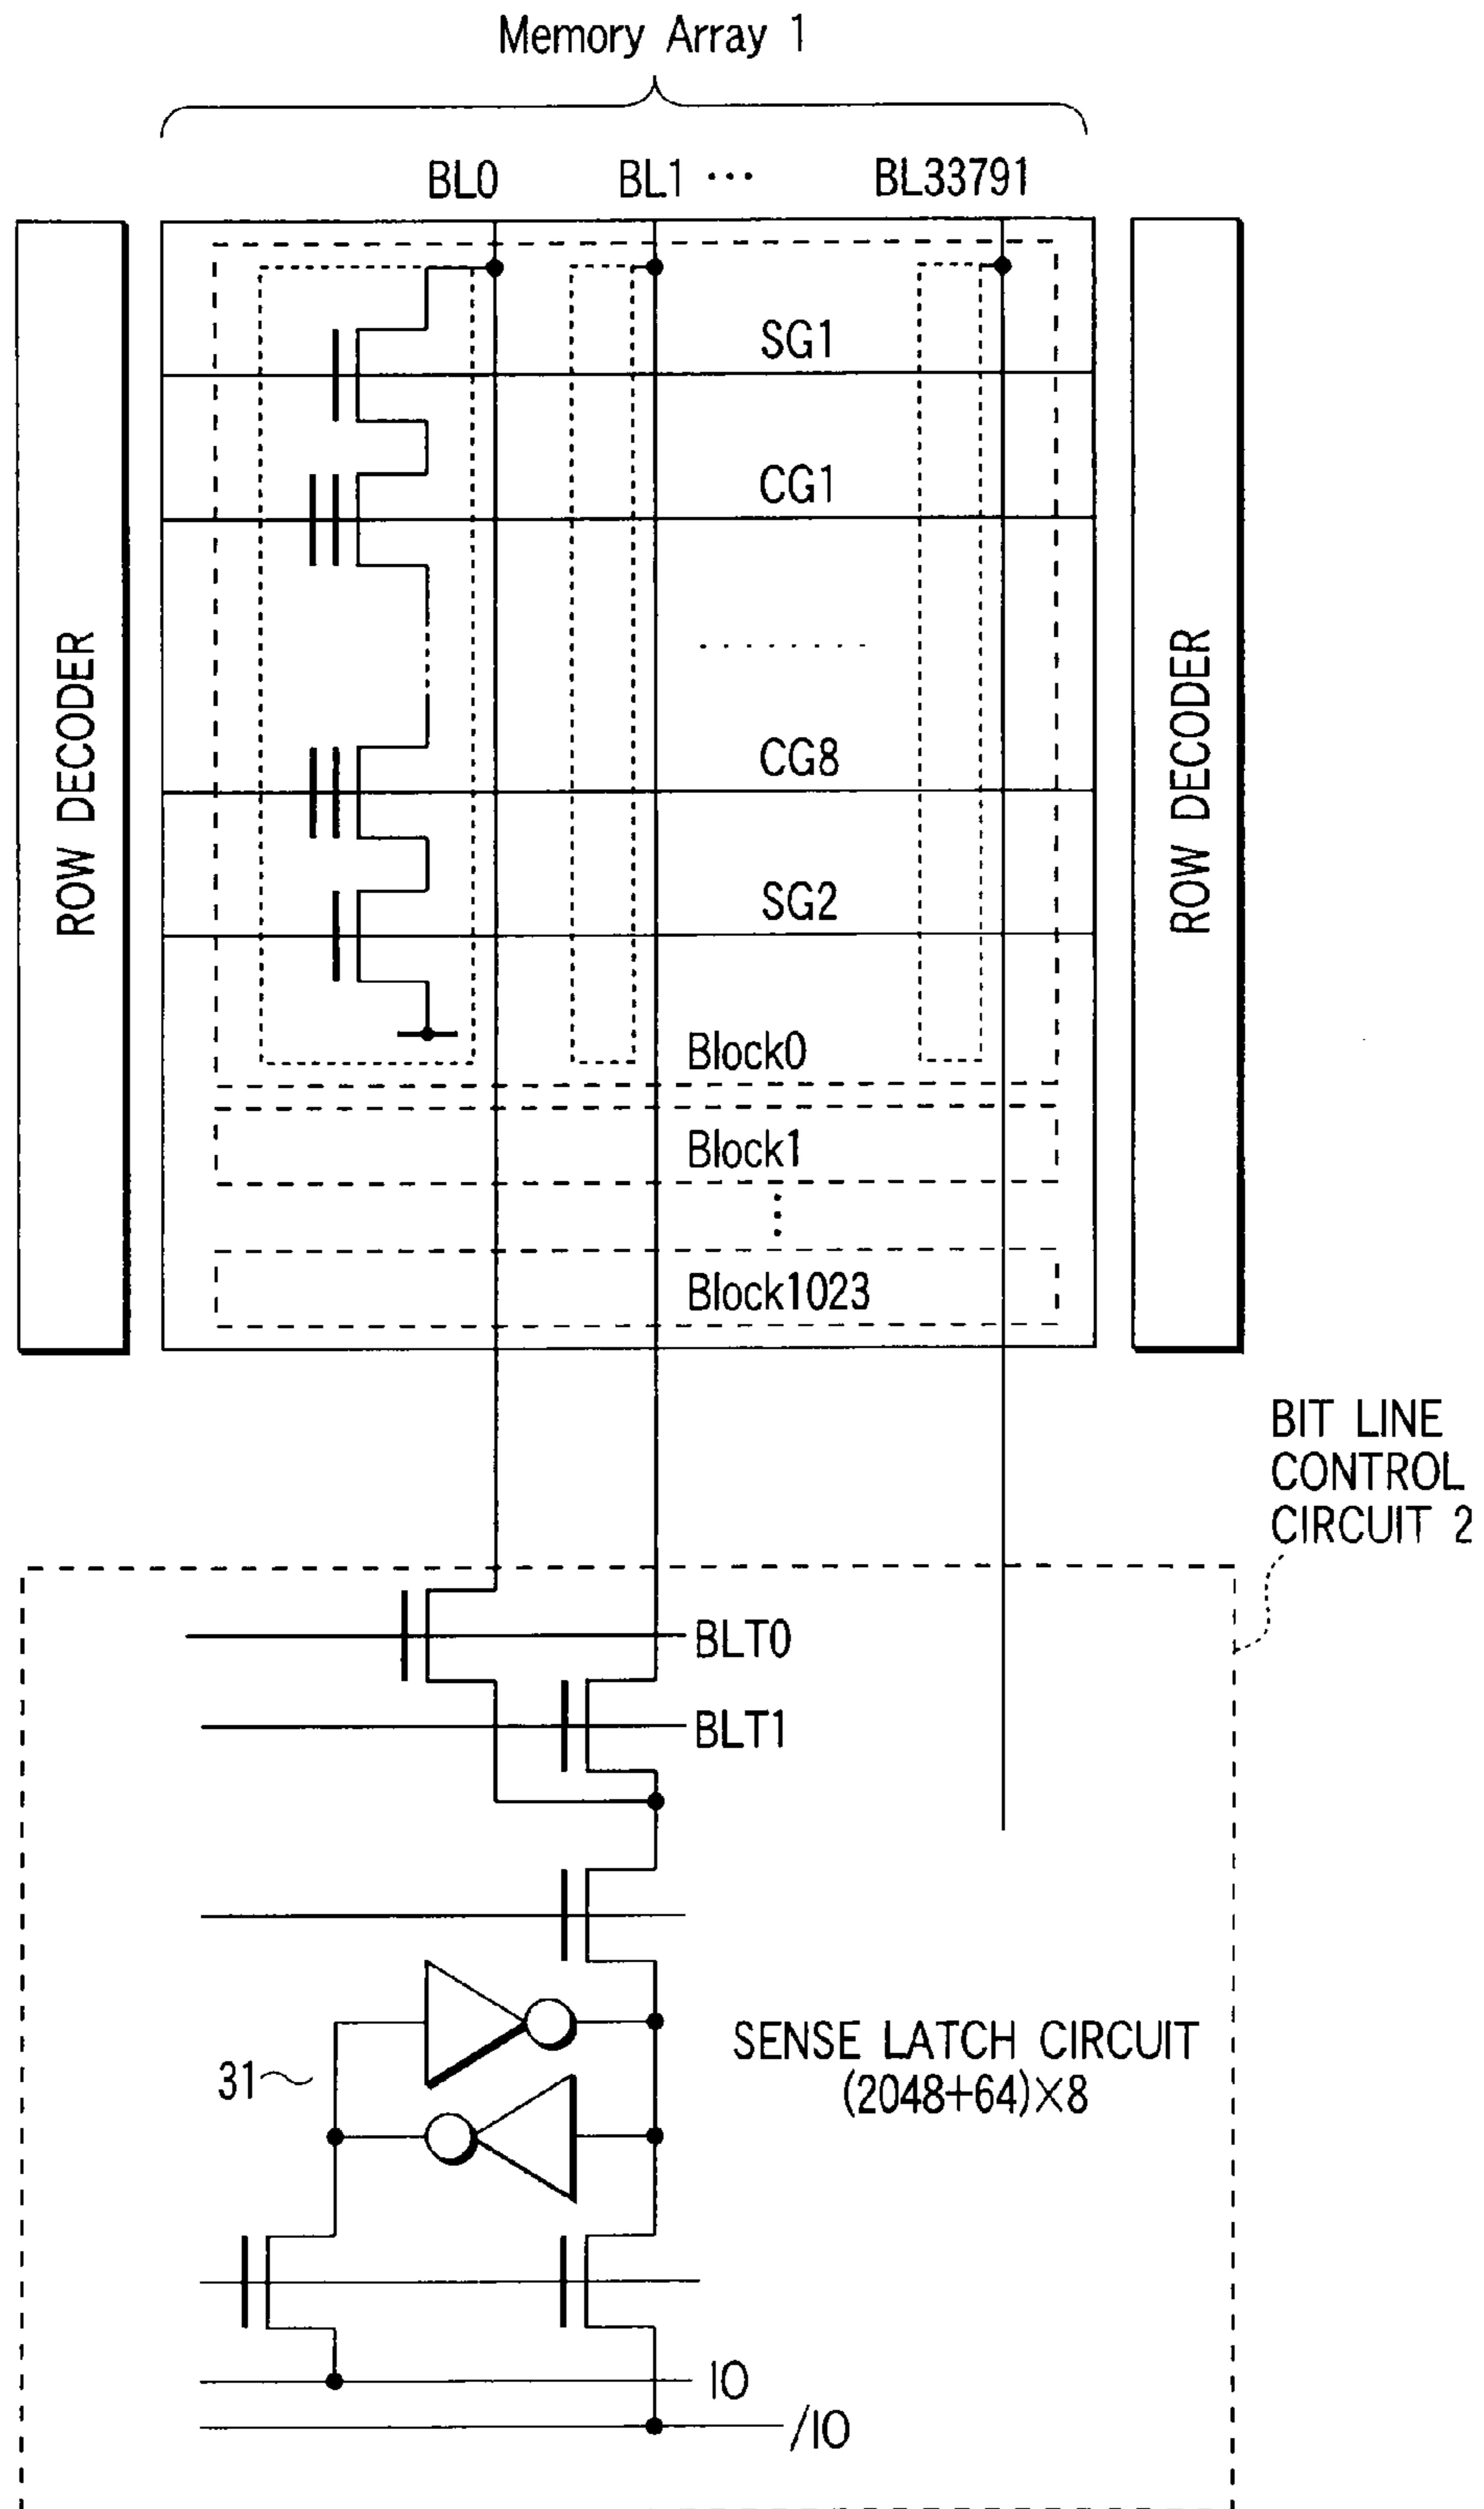 Memory Array 1
BL0 BL1 ... BL33791
SG1
CG1
ROW DECODER
ROW DECODER
CG8
SG2
Block0
Block1
Block1023
BIT LINE
CONTROL
CIRCUIT 2
BLT0
BLT1
SENSE LATCH CIRCUIT
(2048+64)×8
31
IO
/IO